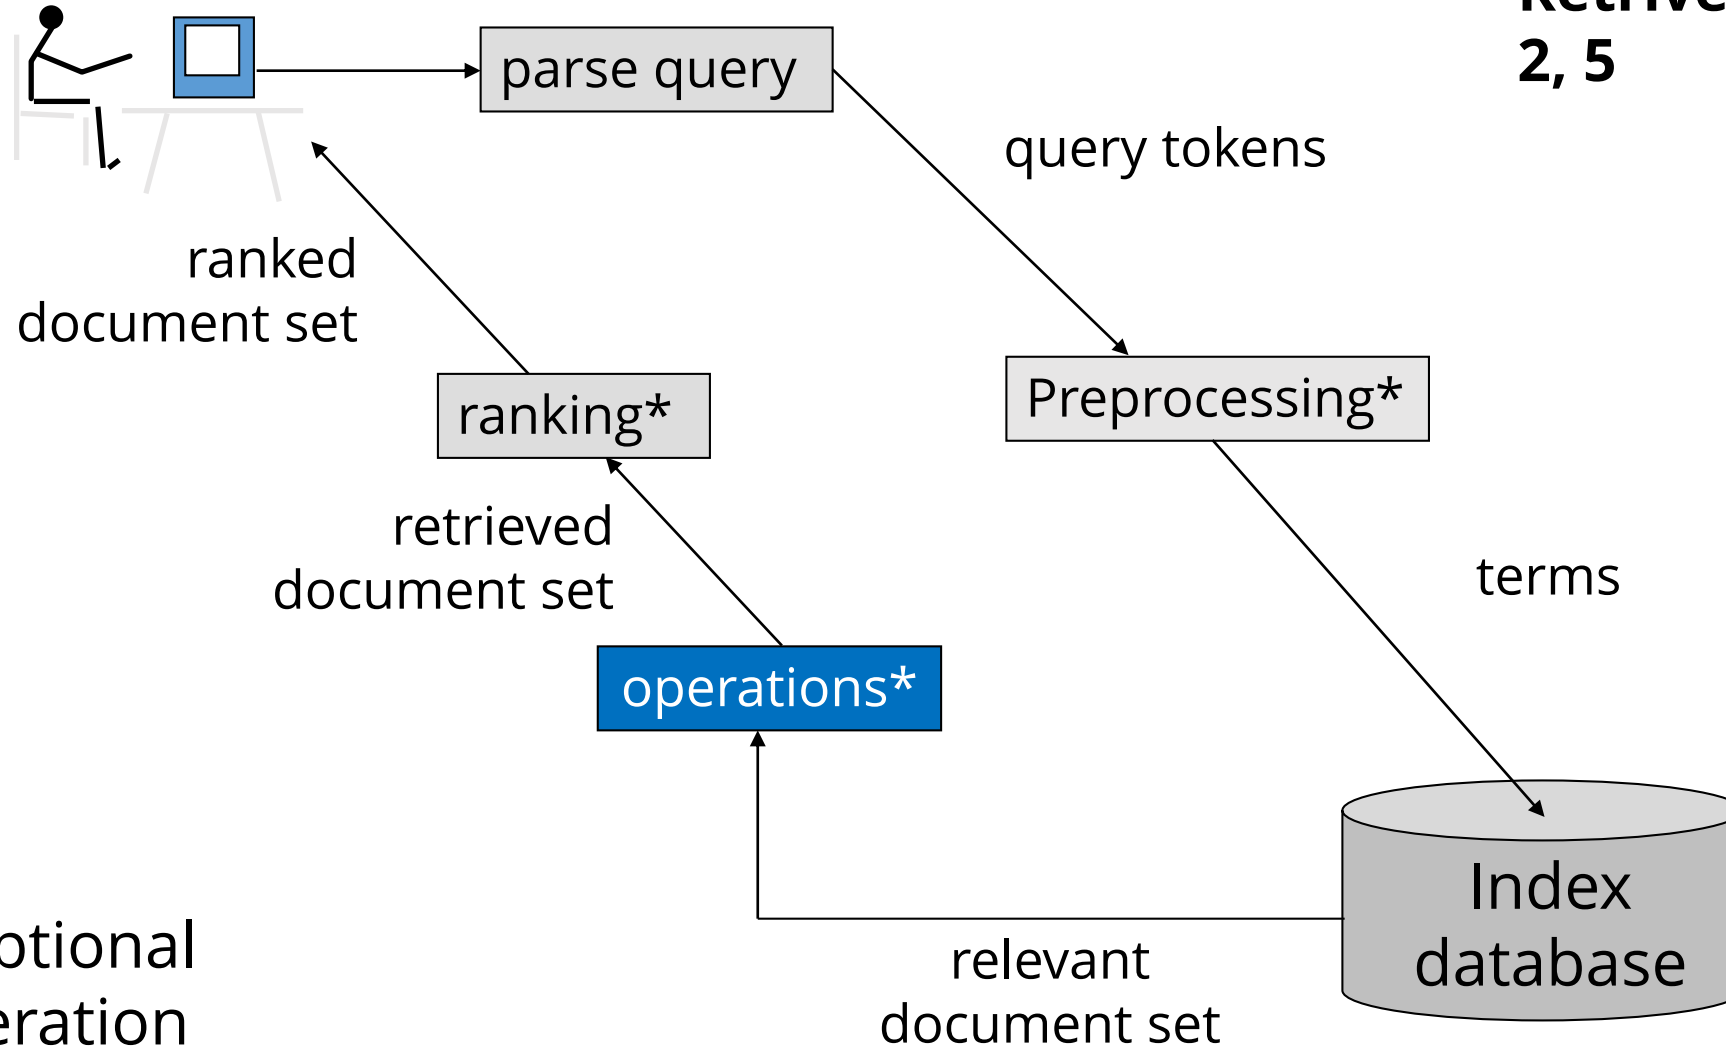 parse query
2, 5
query tokens
ranked
document set
ranking*
Preprocessing*
retrieved
document set
terms
operations*
Index
database
relevant
document set